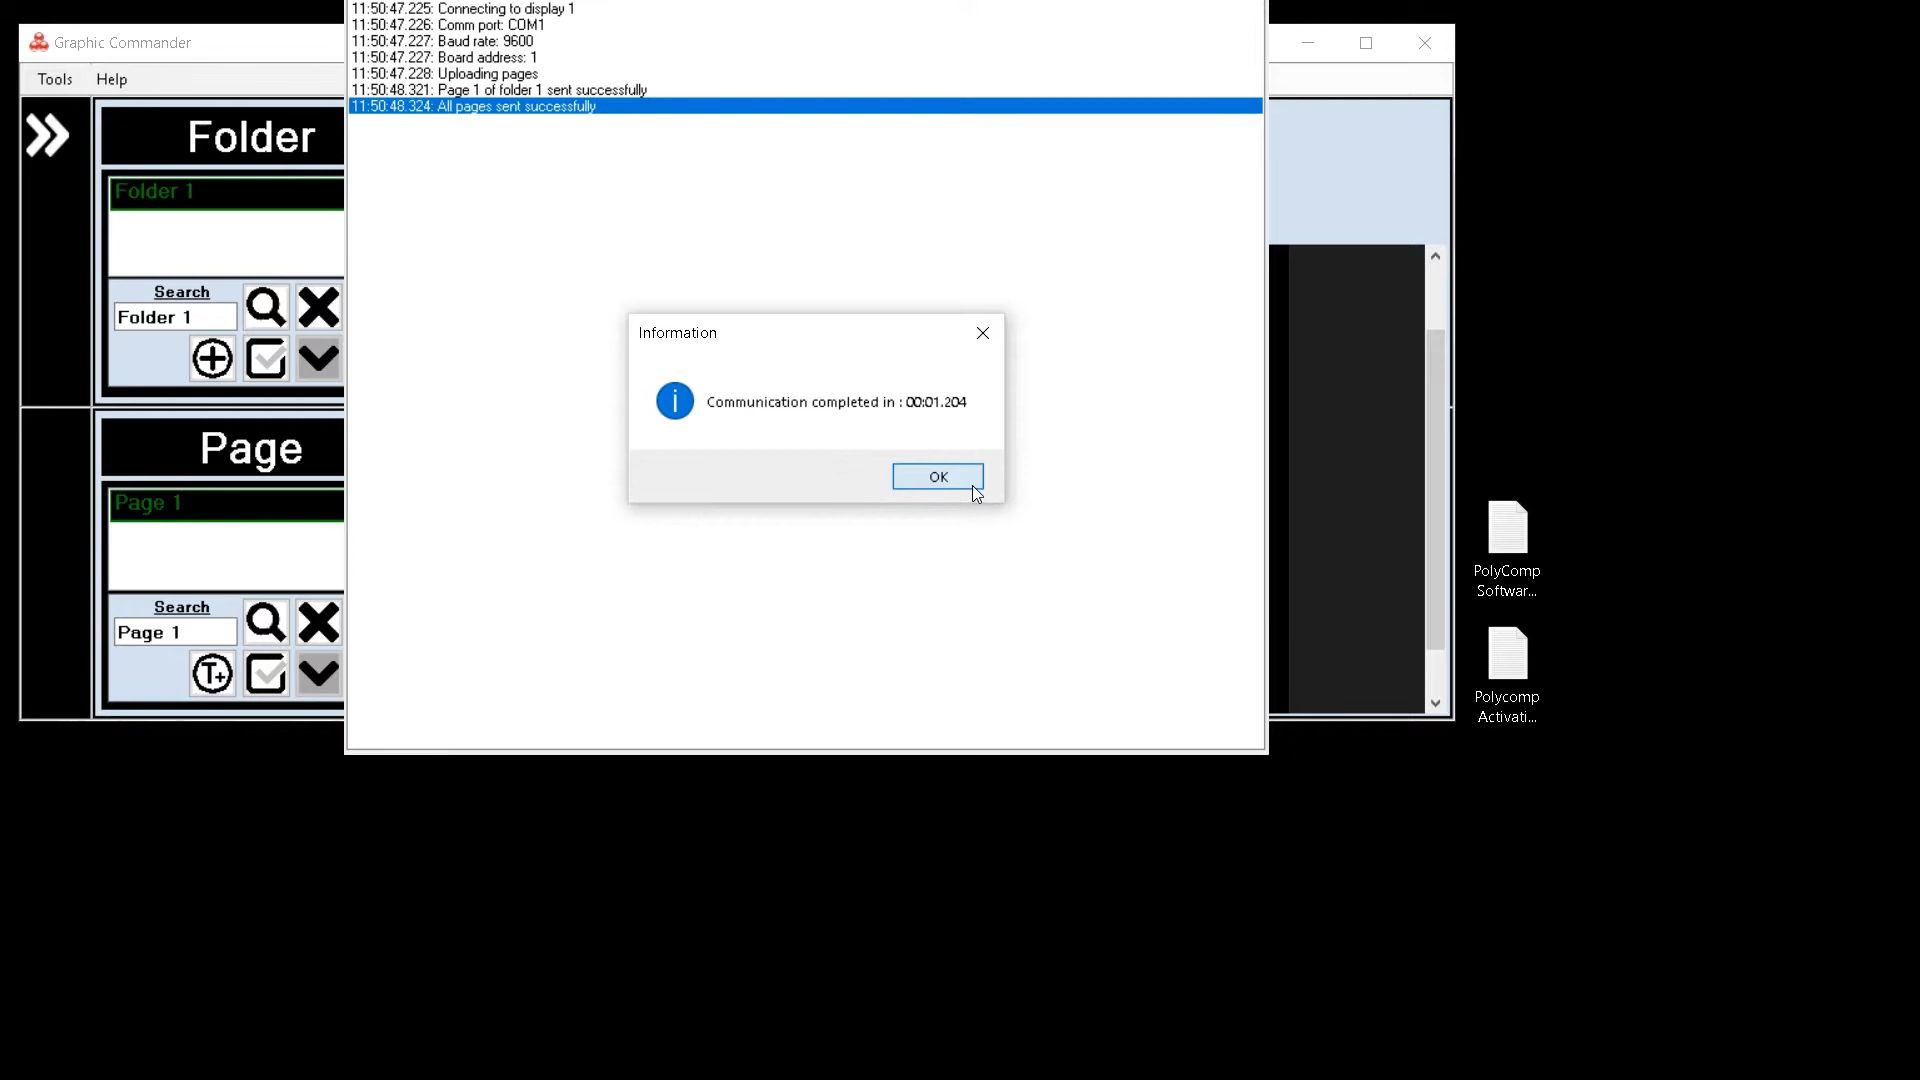 Graphic Commander
Tools Help
11:50:47.225: Connecting to display 1
11:50:47.226: Comm port: COM1
11:50:47.227: Baud rate: 9600
11:50:47.227: Board address: 1
11:50:47.228: Uploading pages
11:50:48.321: Page 1 of folder 1 sent successfully
11:50:48.324: All pages sent successfully
Folder
Folder 1
Search
Folder 1
Page
Page 1
Search
Page 1
T+
Information
i
Communication completed in : 00:01.204
OK
PolyComp
Softwar...
Polycomp
Activati...